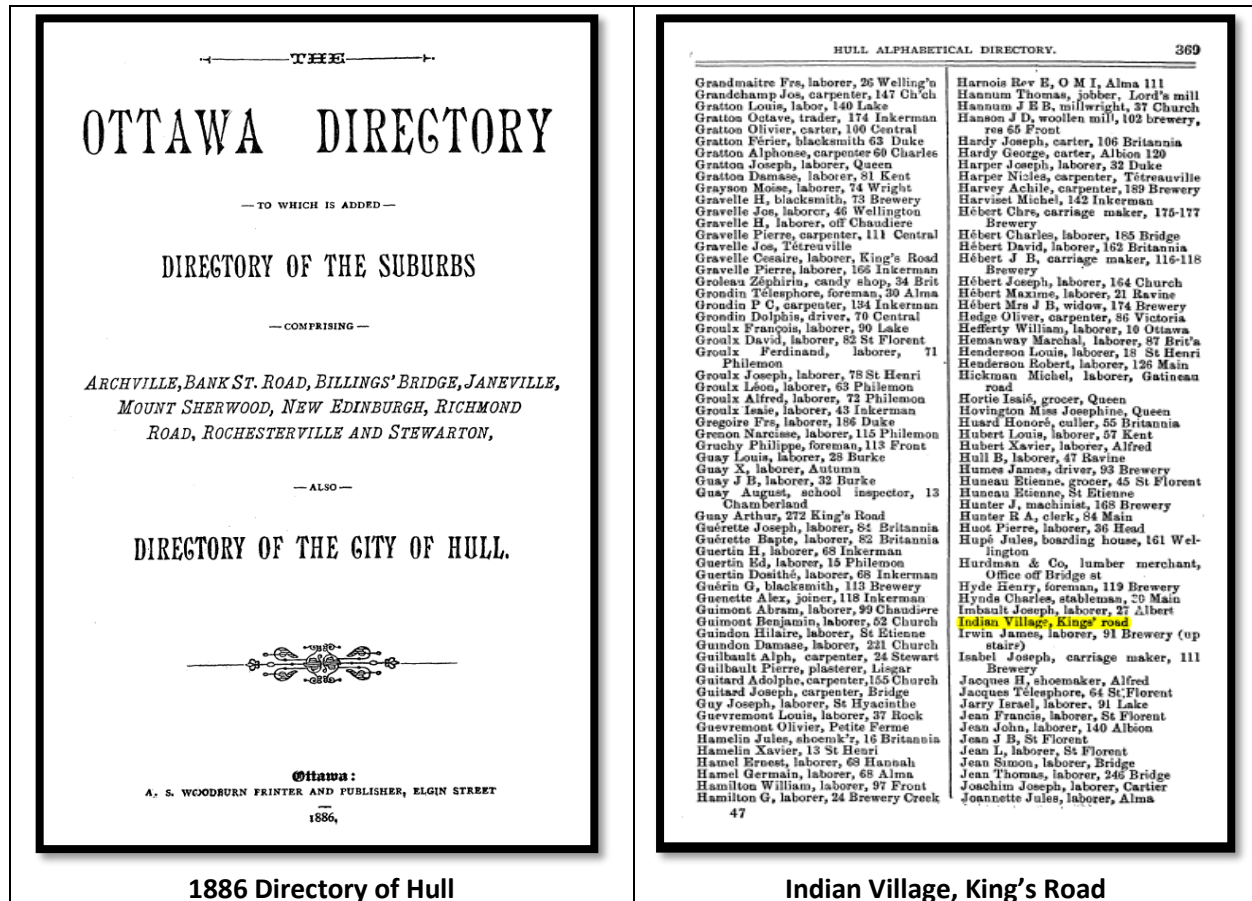 THE
OTTAWA DIRECTORY
— TO WHICH IS ADDED —
DIRECTORY OF THE SUBURBS
— COMPRISING —
ARCHVILLE, BANK ST. ROAD, BILLINGS' BRIDGE, JANEVILLE,
MOUNT SHERWOOD, NEW EDINBURGH, RICHMOND
ROAD, ROCHESTERVILLE AND STEWARTON,
— ALSO —
DIRECTORY OF THE CITY OF HULL.
Ottawa:
A. S. WOODBURN PRINTER AND PUBLISHER, ELGIN STREET
1886,
1886 Directory of Hull
HULL ALPHABETICAL DIRECTORY. 369
Grandmaitre Frs, laborer, 26 Welling'n
Grandchamp Jos, carpenter, 147 Ch'ch
Gratton Louis, labor, 140 Lake
Gratton Octave, trader, 174 Inkerman
Gratton Olivier, carter, 100 Central
Gratton Férier, blacksmith 63 Duke
Gratton Alphonse, carpenter 60 Charles
Gratton Joseph, laborer, Queen
Gratton Damase, laborer, 81 Kent
Grayson Moise, laborer, 74 Wright
Gravelle H, blacksmith, 73 Brewery
Gravelle Jos, laborer, 46 Wellington
Gravelle H, laborer, off Chaudiere
Gravelle Pierre, carpenter, 111 Central
Gravelle Jos, Tétreuville
Gravelle Cesaire, laborer, King's Road
Gravelle Pierre, laborer, 166 Inkerman
Groleau Zéphirin, candy shop, 34 Brit
Grondin Télesphore, foreman, 30 Alma
Grondin P C, carpenter, 134 Inkerman
Grondin Dolphis, driver, 70 Central
Groulx François, laborer, 90 Lake
Groulx David, laborer, 82 St Florent
Groulx Ferdinand, laborer, 71
Philemon
Groulx Joseph, laborer, 78 St Henri
Groulx Léon, laborer, 63 Philemon
Groulx Alfred, laborer, 72 Philemon
Groulx Isaie, laborer, 43 Inkerman
Gregoire Frs, laborer, 186 Duke
Grenon Narcisse, laborer, 115 Philemon
Gruchy Philippe, foreman, 113 Front
Guay Louis, laborer, 28 Burke
Guay X, laborer, Autumn
Guay J B, laborer, 32 Burke
Guay August, school inspector, 13
Chamberland
Guay Arthur, 272 King's Road
Guérette Joseph, laborer, 84 Britannia
Guérette Bapte, laborer, 82 Britannia
Guertin H, laborer, 68 Inkerman
Guertin Ed, laborer, 15 Philemon
Guertin Dosithé, laborer, 68 Inkerman
Guérin G, blacksmith, 113 Brewery
Guenette Alex, joiner, 118 Inkerman
Guimont Abram, laborer, 99 Chaudiere
Guimont Benjamin, laborer, 52 Church
Guindon Hilaire, laborer, St Etienne
Guindon Damase, laborer, 221 Church
Guilbault Alph, carpenter, 24 Stewart
Guilbault Pierre, plasterer, Lisgar
Guitard Adolphe, carpenter, 155 Church
Guitard Joseph, carpenter, Bridge
Guy Joseph, laborer, St Hyacinthe
Guevremont Louis, laborer, 37 Rock
Guevremont Olivier, Petite Ferme
Hamelin Jules, shoemk'r, 16 Britannia
Hamelin Xavier, 13 St Henri
Hamel Ernest, laborer, 68 Hannah
Hamel Germain, laborer, 68 Alma
Hamilton William, laborer, 97 Front
Hamilton G, laborer, 24 Brewery Creek
47
Harnois Rev E, O M I, Alma 111
Hannum Thomas, jobber, Lord's mill
Hannum J E B, millwright, 37 Church
Hanson J D, woollen mill, 102 brewery,
res 65 Front
Hardy Joseph, carter, 106 Britannia
Hardy George, carter, Albion 120
Harper Joseph, laborer, 32 Duke
Harper Nisles, carpenter, Tétreauville
Harvey Achile, carpenter, 189 Brewery
Harviset Michel, 142 Inkerman
Hébert Chre, carriage maker, 175-177
Brewery
Hébert Charles, laborer, 185 Bridge
Hébert David, laborer, 162 Britannia
Hébert J B, carriage maker, 116-118
Brewery
Hébert Joseph, laborer, 164 Church
Hébert Maxime, laborer, 21 Ravine
Hébert Mrs J B, widow, 174 Brewery
Hedge Oliver, carpenter, 86 Victoria
Hefferty William, laborer, 10 Ottawa
Hemanway Marchal, laborer, 87 Brit'a
Henderson Louis, laborer, 18 St Henri
Henderson Robert, laborer, 126 Main
Hickman Michel, laborer, Gatineau
road
Hortie Isaié, grocer, Queen
Hovington Miss Josephine, Queen
Huard Honoré, culler, 55 Britannia
Hubert Louis, laborer, 57 Kent
Hubert Xavier, laborer, Alfred
Hull B, laborer, 47 Ravine
Humes James, driver, 93 Brewery
Huneau Etienne, grocer, 45 St Florent
Huneau Etienne, St Etienne
Hunter J, machinist, 168 Brewery
Hunter R A, clerk, 84 Main
Huot Pierre, laborer, 36 Head
Hupé Jules, boarding house, 161 Wel-
lington
Hurdman & Co, lumber merchant,
Office off Bridge st
Hyde Henry, foreman, 119 Brewery
Hynds Charles, stableman, 20 Main
Imbault Joseph, laborer, 27 Albert
Indian Village, Kings' road
Irwin James, laborer, 91 Brewery (up
stairs)
Isabel Joseph, carriage maker, 111
Brewery
Jacques H, shoemaker, Alfred
Jacques Télesphore, 64 St Florent
Jarry Israel, laborer, 91 Lake
Jean Francis, laborer, St Florent
Jean John, laborer, 140 Albion
Jean J B, St Florent
Jean L, laborer, St Florent
Jean Simon, laborer, Bridge
Jean Thomas, laborer, 246 Bridge
Joachim Joseph, laborer, Cartier
Joannette Jules, laborer, Alma
Indian Village, King's Road